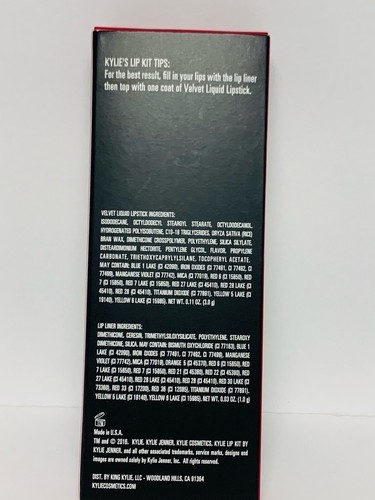 KYLIE'S LIP KIT TIPS:
For the best result, fill in your lips with the lip liner
then top with one coat of Velvet Liquid Lipstick.
VELVET LIQUID LIPSTICK INGREDIENTS:
ISODODECANE, OCTYLDODECYL STEAROYL STEARATE, OCTYLDODECANOL,
HYDROGENATED POLYISOBUTENE, C10-18 TRIGLYCERIDES, ORYZA SATIVA (RICE)
BRAN WAX, DIMETHICONE CROSSPOLYMER, POLYETHYLENE, SILICA SILYLATE,
DISTEARDIMONIUM HECTORITE, PENTYLENE GLYCOL, FLAVOR, PROPYLENE
CARBONATE, TRIETHOXYCAPRYLYLSILANE, TOCOPHERYL ACETATE.
MAY CONTAIN: BLUE 1 LAKE (CI 42090), IRON OXIDES (CI 77491, CI 77492, CI
77499), MANGANESE VIOLET (CI 77742), MICA (CI 77019), RED 6 (CI 15850), RED
7 (CI 15850), RED 7 LAKE (CI 15850), RED 27 LAKE (CI 45410), RED 28 LAKE (CI
45410), RED 28 (CI 45410), TITANIUM DIOXIDE (CI 77891), YELLOW 5 LAKE (CI
19140), YELLOW 6 LAKE (CI 15985). NET WT. 0.11 OZ. (3.0 g)
LIP LINER INGREDIENTS:
DIMETHICONE, CERESIN, TRIMETHYLSILOXYSILICATE, POLYETHYLENE, STEAROXY
DIMETHICONE, SILICA. MAY CONTAIN: BISMUTH OXYCHLORIDE (CI 77163), BLUE 1
LAKE (CI 42090), IRON OXIDES (CI 77491, CI 77492, CI 77499), MANGANESE
VIOLET (CI 77742), MICA (CI 77019), ORANGE 5 (CI 45370), RED 6 (CI 15850), RED
7 (CI 15850), RED 7 LAKE (CI 15850), RED 21 (CI 45380), RED 22 (CI 45380), RED
27 (CI 45410), RED 28 LAKE (CI 45410), RED 28 (CI 45410), RED 30 LAKE (CI
73360), RED 33 (CI 17200), RED 36 (CI 12085), TITANIUM DIOXIDE (CI 77891),
YELLOW 5 LAKE (CI 19140), YELLOW 6 LAKE (CI 15985). NET WT. 0.03 OZ. (1.0 g)
Made in U.S.A.
TM and © 2016. KYLIE, KYLIE JENNER, KYLIE COSMETICS, KYLIE LIP KIT BY
KYLIE JENNER, and all other associated trademarks, service marks, designs and
images are owned solely by Kylie Jenner, Inc. All rights reserved.
DIST. BY KING KYLIE, LLC - WOODLAND HILLS, CA 91364
KYLIECOSMETICS.COM